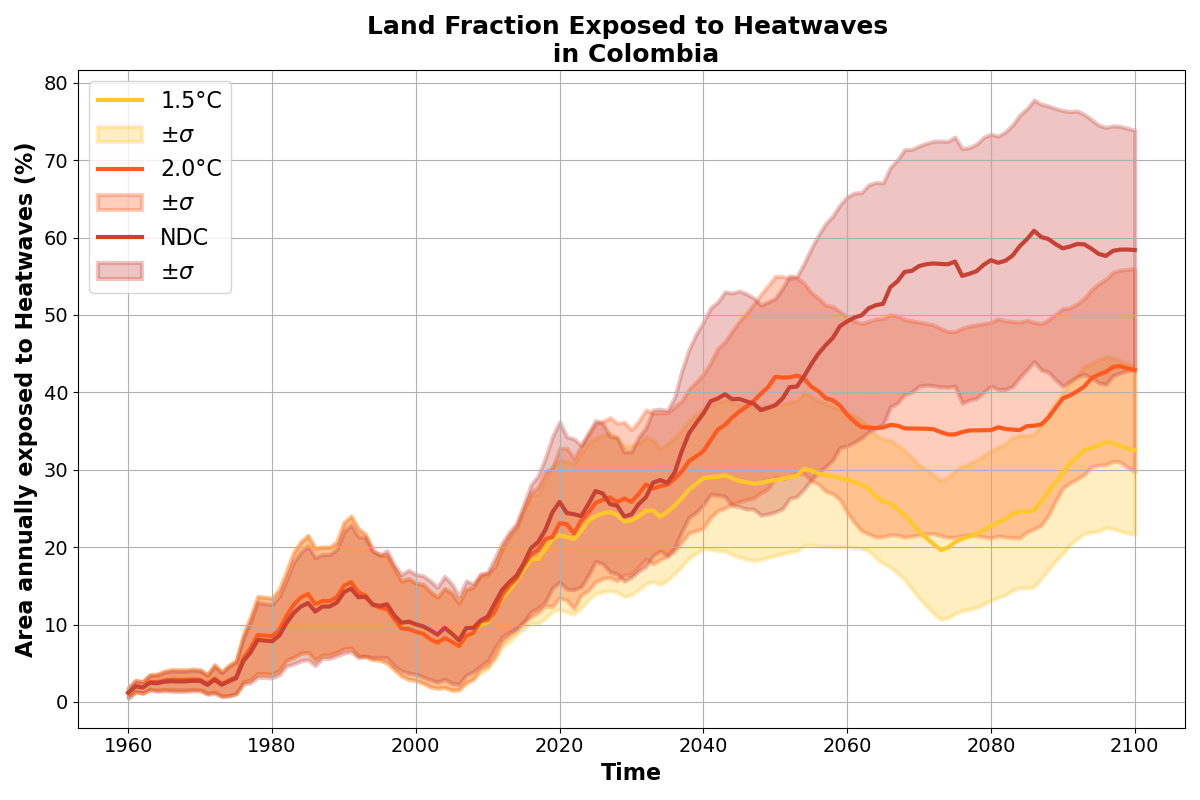 Land Fraction Exposed to Heatwaves
in Colombia
Area annually exposed to Heatwaves (%)
80
70
60
50
40
30
20
10
0
1.5°C
±σ
2.0°C
±σ
NDC
±σ
1960 1980 2000 2020 2040 2060 2080 2100
Time